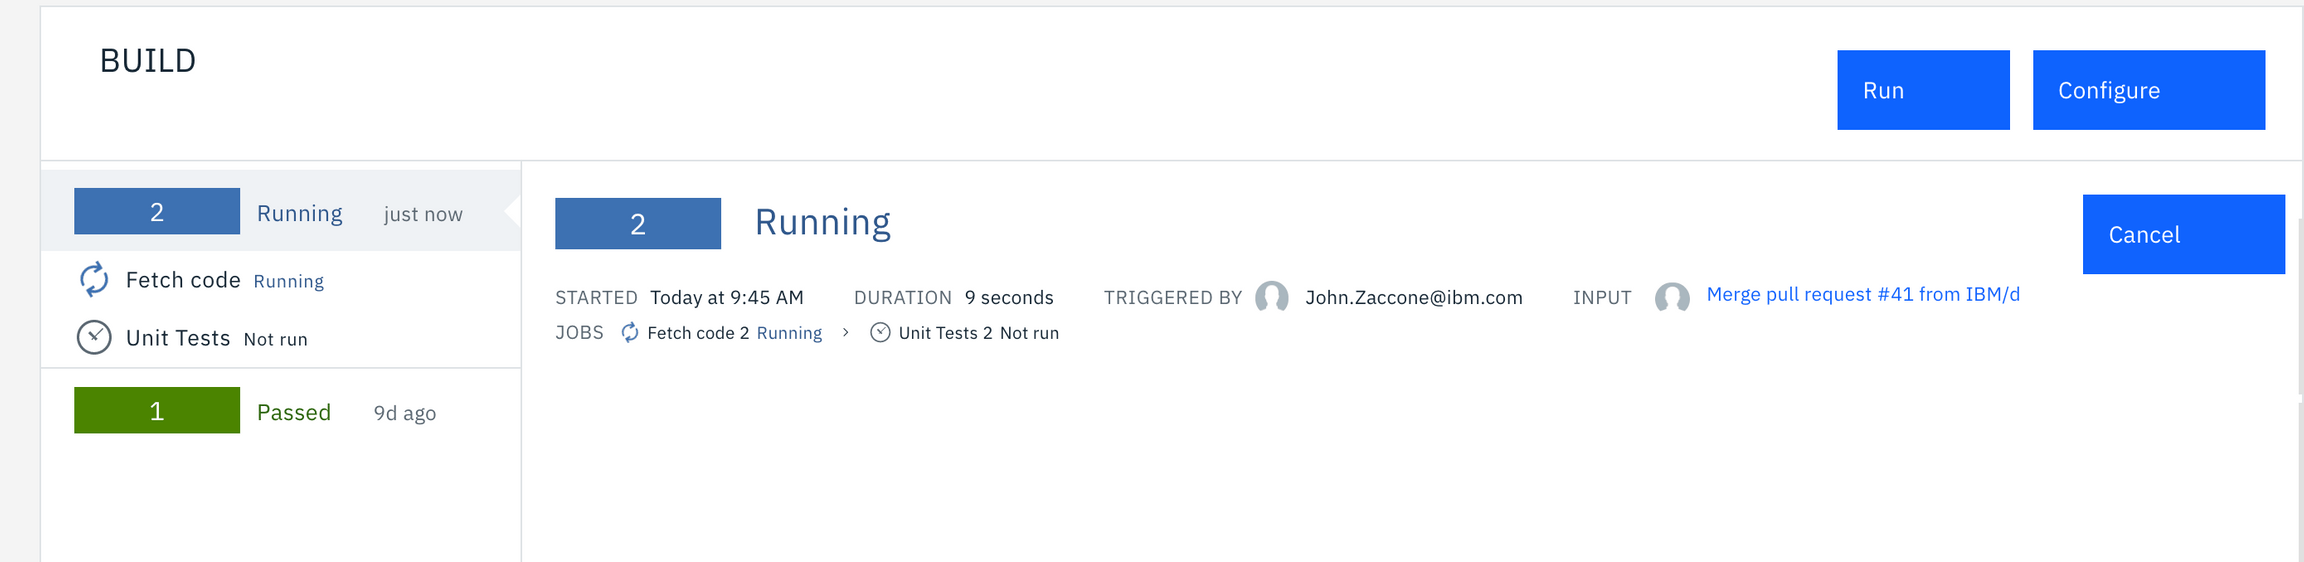 BUILD
Run
Configure
2 Running just now
Fetch code Running
Unit Tests Not run
1 Passed 9d ago
2 Running
Cancel
STARTED Today at 9:45 AM DURATION 9 seconds TRIGGERED BY John.Zaccone@ibm.com INPUT Merge pull request #41 from IBM/d
JOBS Fetch code 2 Running > Unit Tests 2 Not run